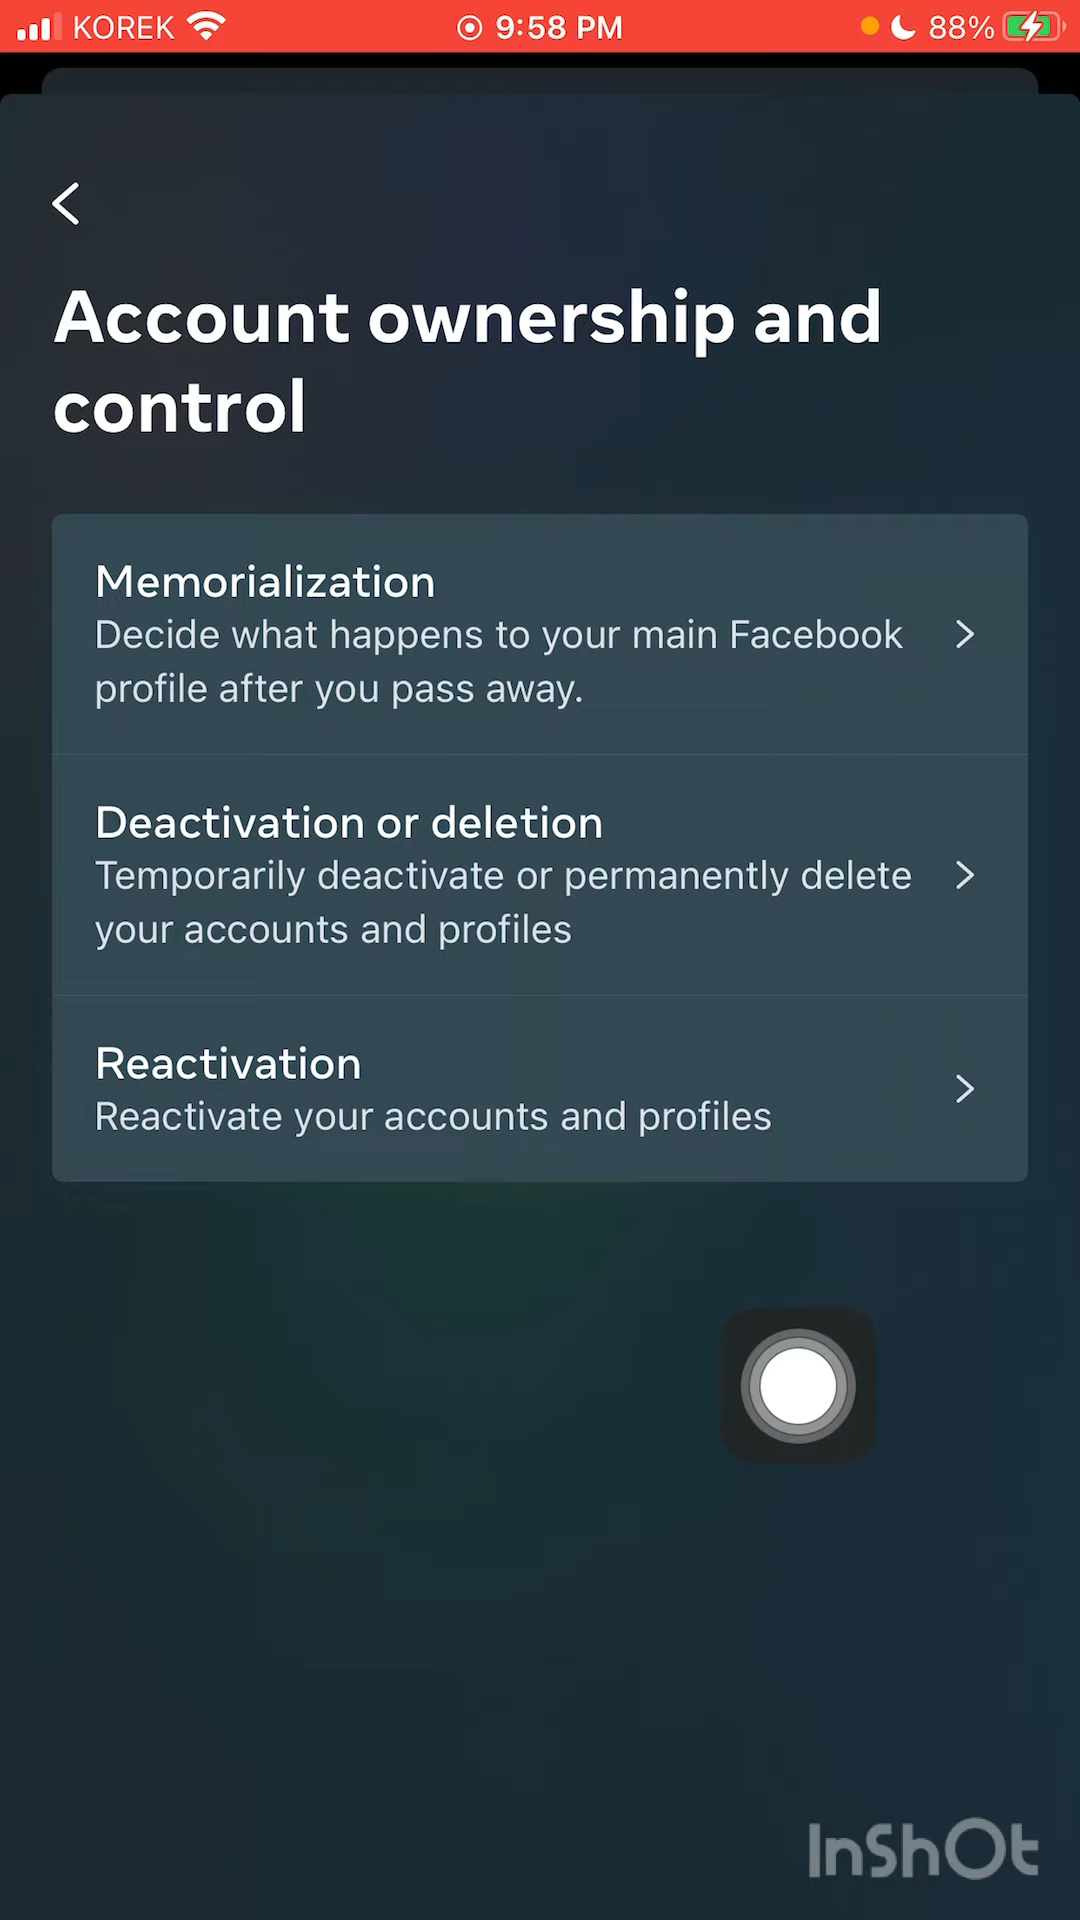 KOREK 9:58 PM 88%
Account ownership and
control
Memorialization
Decide what happens to your main Facebook
profile after you pass away.
Deactivation or deletion
Temporarily deactivate or permanently delete
your accounts and profiles
Reactivation
Reactivate your accounts and profiles
InShOt